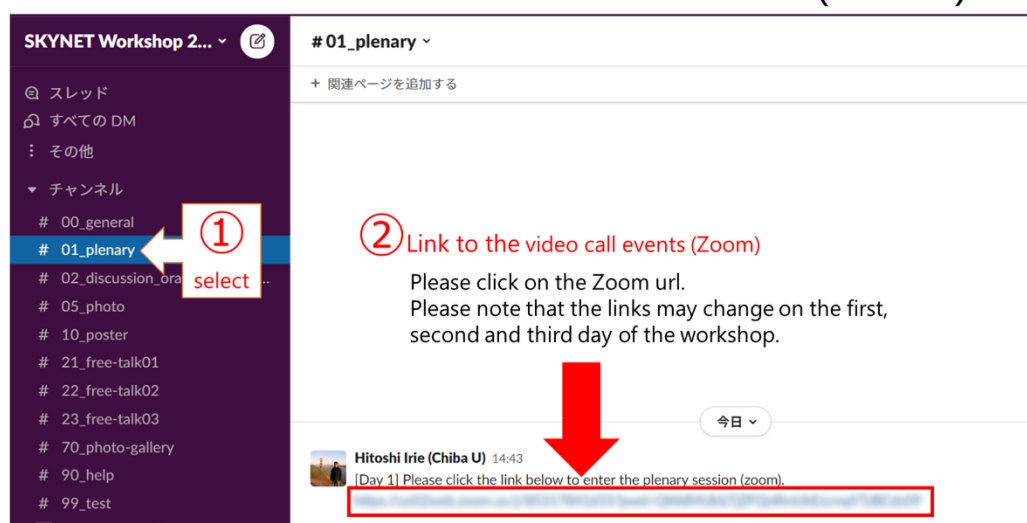 SKYNET Workshop 2...
# 01_plenary
+ 関連ページを追加する
スレッド
すべての DM
その他
チャンネル
# 00_general
# 01_plenary
# 02_discussion_ora
# 05_photo
# 10_poster
# 21_free-talk01
# 22_free-talk02
# 23_free-talk03
# 70_photo-gallery
# 90_help
# 99_test
①
select
②Link to the video call events (Zoom)
Please click on the Zoom url.
Please note that the links may change on the first,
second and third day of the workshop.
今日
Hitoshi Irie (Chiba U) 14:43
[Day 1] Please click the link below to enter the plenary session (zoom).